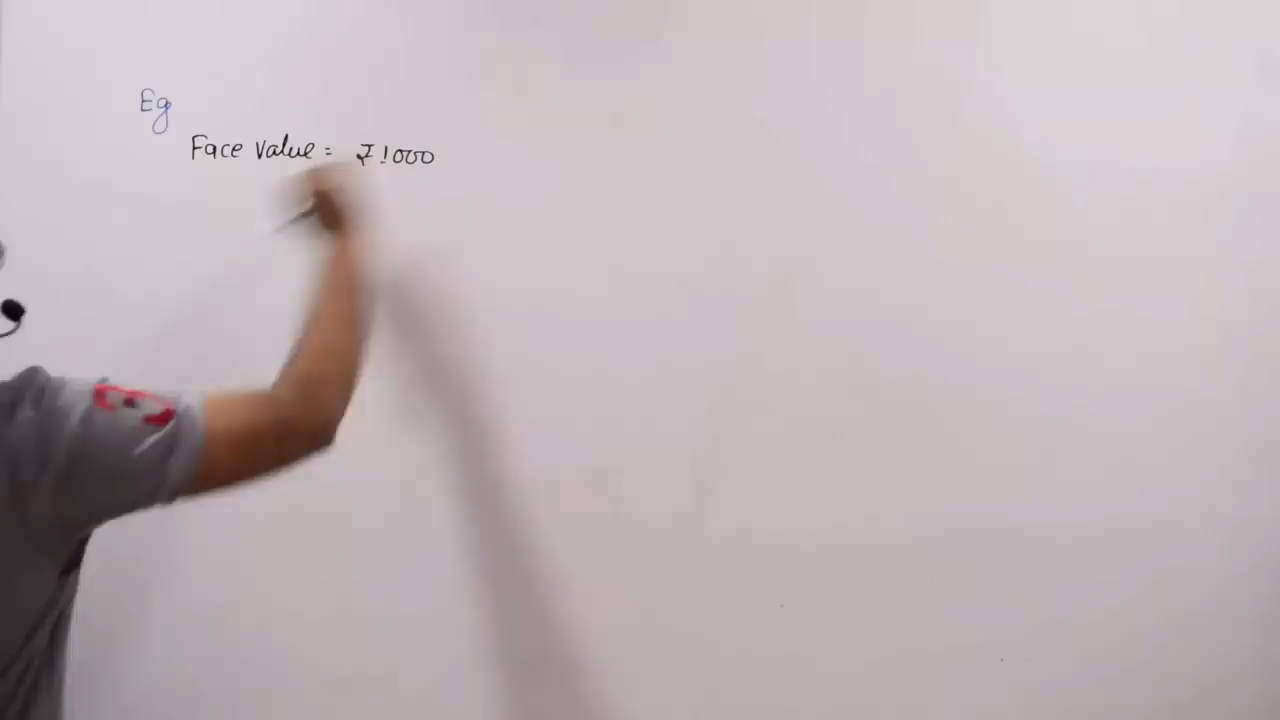 Eg
Face value = ₹ 1000